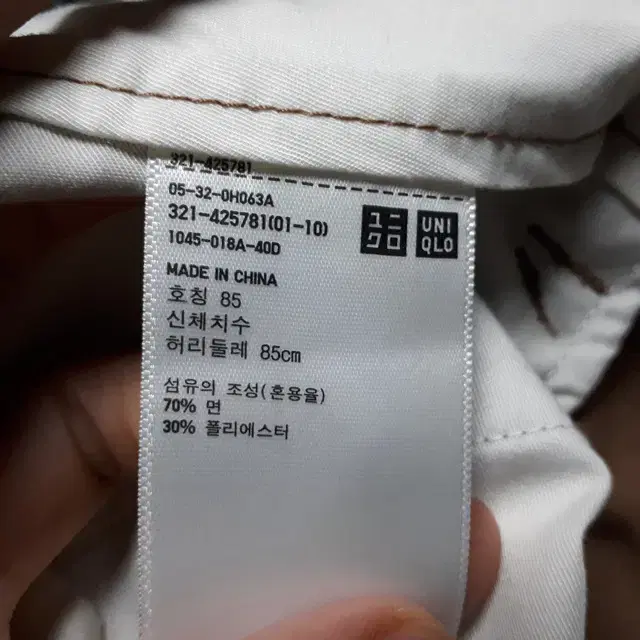 321-425781
05-32-0H063A
321-425781(01-10)
1045-018A-40D
ユニ
クロ
UNI
QLO
MADE IN CHINA
호칭 85
신체치수
허리둘레 85cm
섬유의 조성(혼용율)
70% 면
30% 폴리에스터